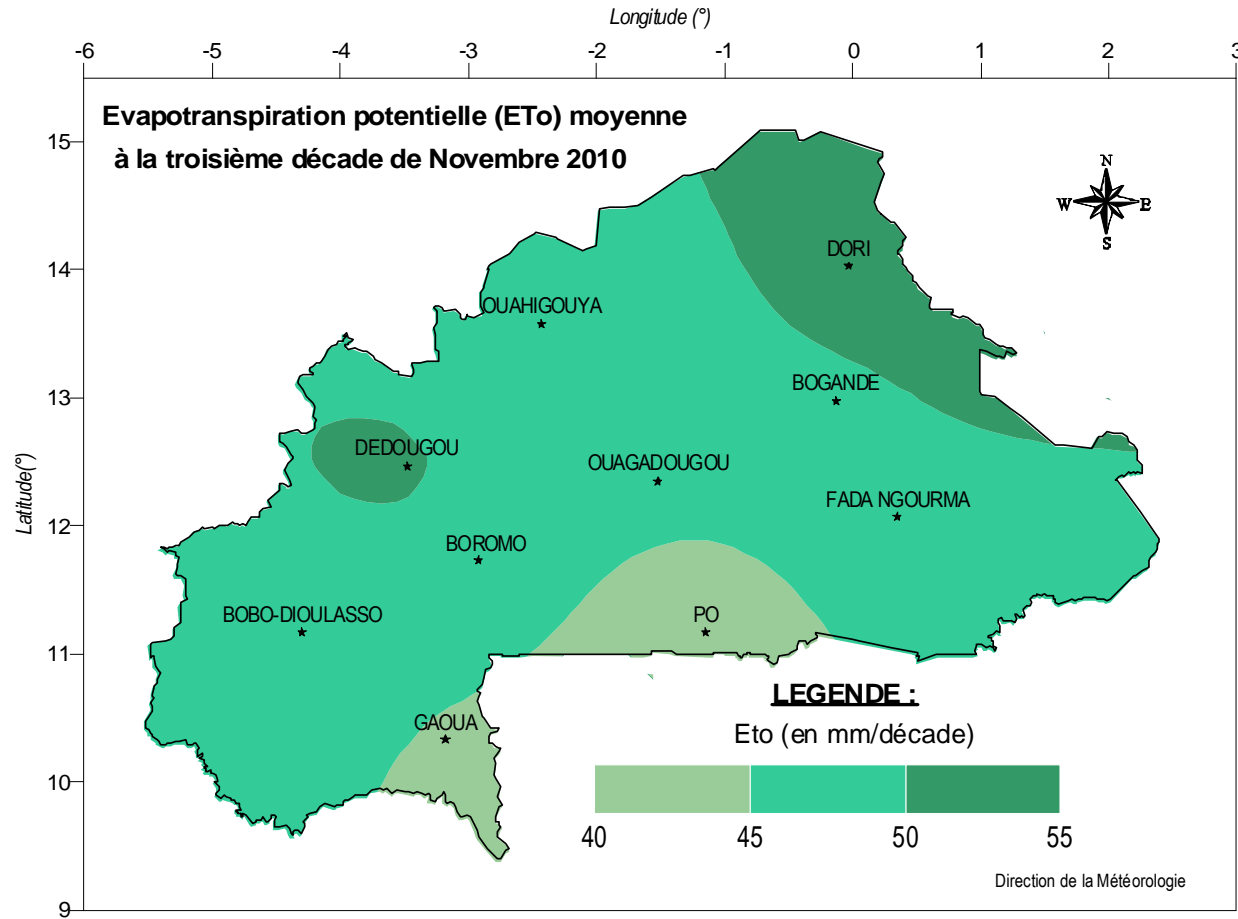 Longitude (°)
-6 -5 -4 -3 -2 -1 0 1 2 3
Evapotranspiration potentielle (ETo) moyenne
à la troisième décade de Novembre 2010
15
N
W E
S
14
DORI
OUAHIGOUYA
13
BOGANDE
DEDOUGOU
OUAGADOUGOU
FADA NGOURMA
Latitude(°)
12
BOROMO
BOBO-DIOULASSO
PO
11
LEGENDE :
GAOUA
Eto (en mm/décade)
10
40 45 50 55
Direction de la Météorologie
9